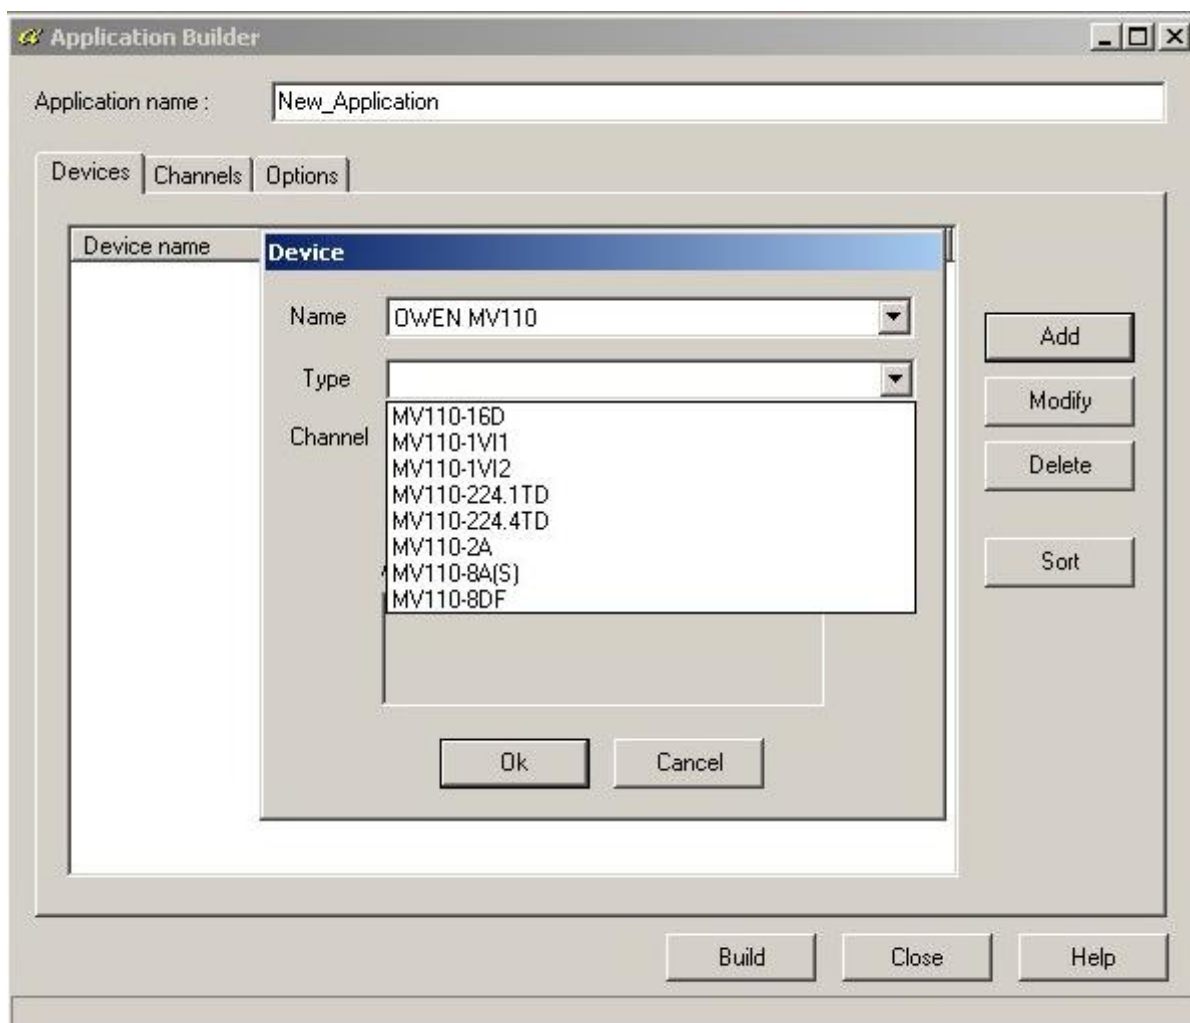 Application Builder
Application name :
New_Application
Devices
Channels
Options
Device name
Device
Name
OWEN MV110
Type
Channel
MV110-16D
MV110-1VI1
MV110-1VI2
MV110-224.1TD
MV110-224.4TD
MV110-2A
MV110-8A(S)
MV110-8DF
Ok
Cancel
Add
Modify
Delete
Sort
Build
Close
Help